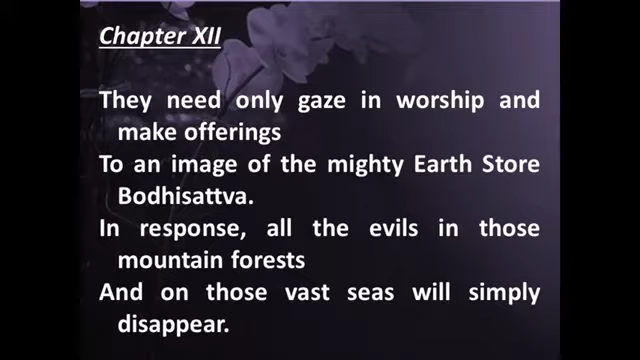 Chapter XII
They need only gaze in worship and
make offerings
To an image of the mighty Earth Store
Bodhisattva.
In response, all the evils in those
mountain forests
And on those vast seas will simply
disappear.